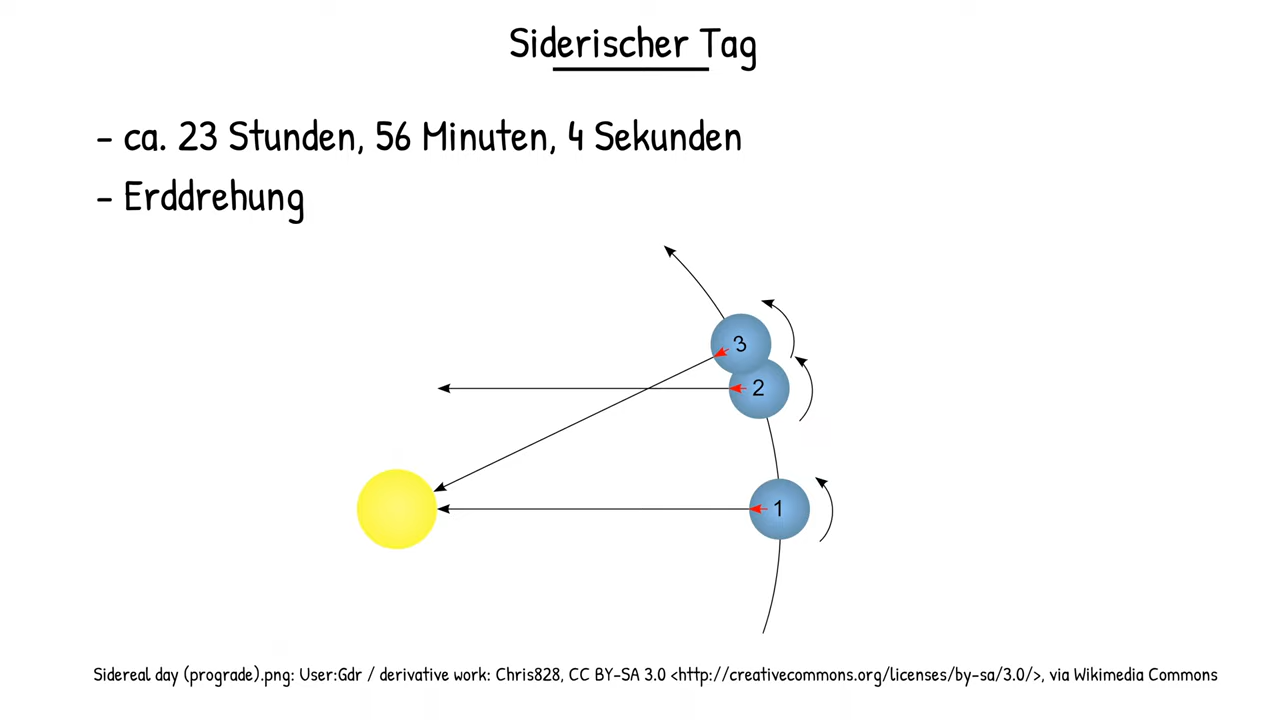 Siderischer Tag
- ca. 23 Stunden, 56 Minuten, 4 Sekunden
- Erddrehung
3
2
1
Sidereal day (prograde).png: User:Gdr / derivative work: Chris828, CC BY-SA 3.0 <http://creativecommons.org/licenses/by-sa/3.0/>, via Wikimedia Commons